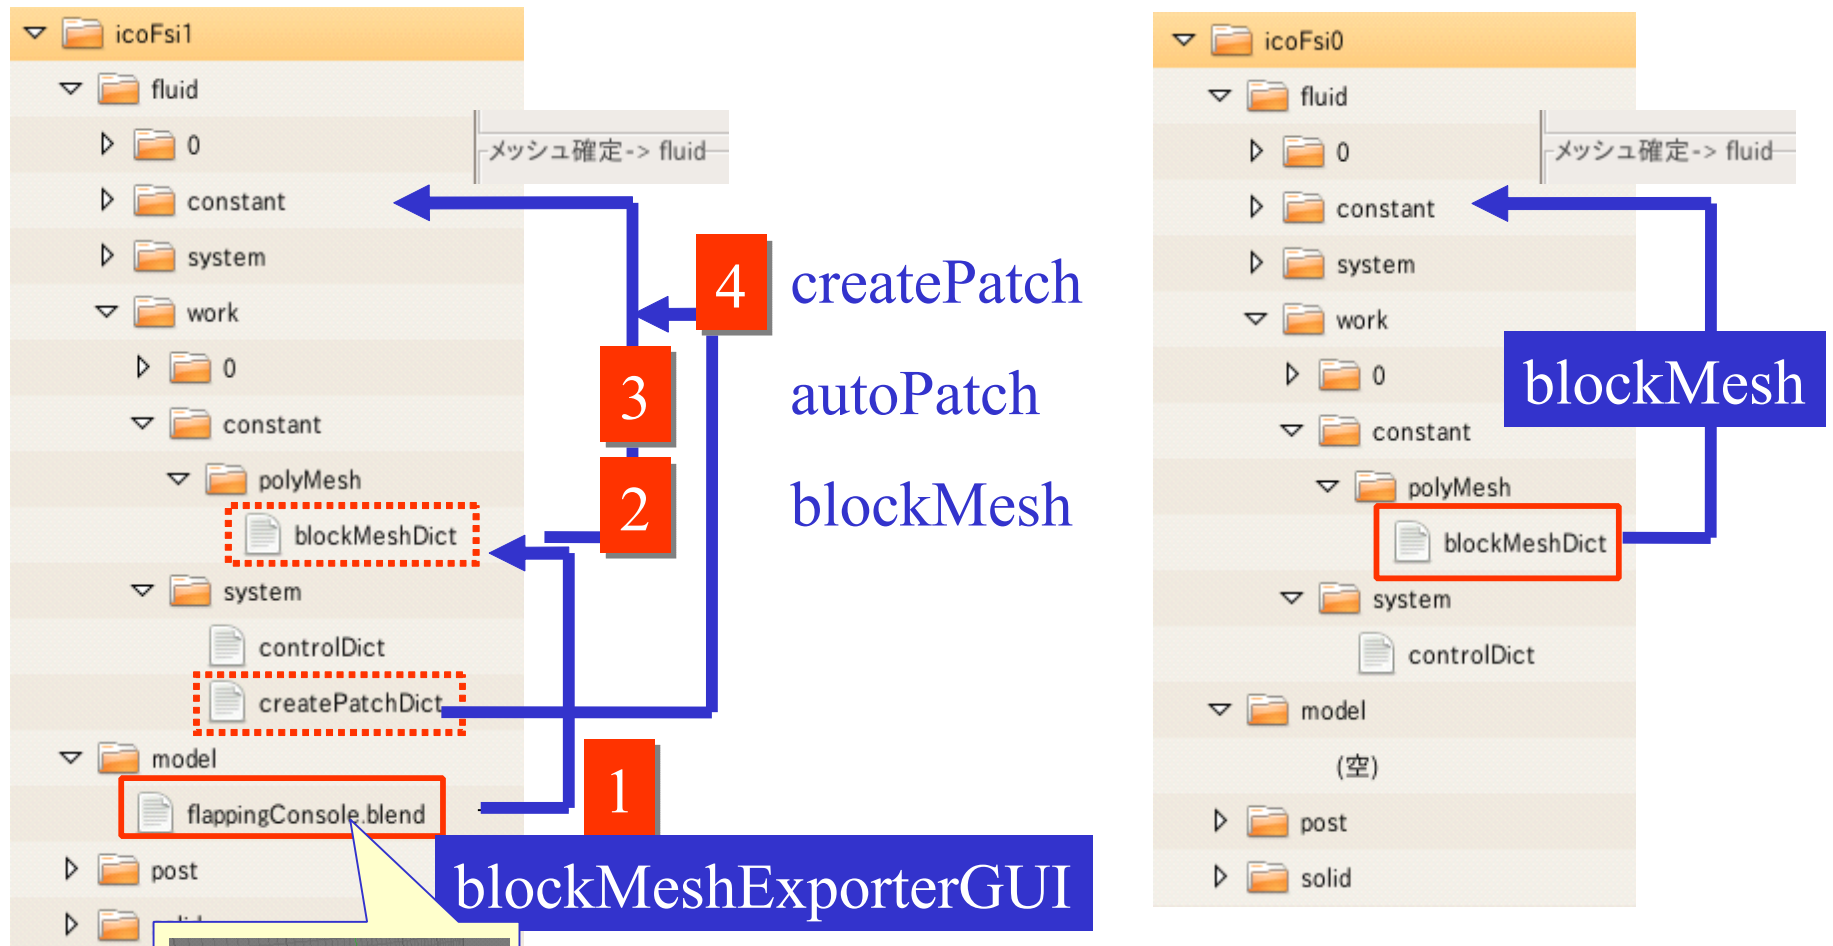 icoFsi1
fluid
0
メッシュ確定-> fluid
constant
system
work
0
constant
polyMesh
blockMeshDict
system
controlDict
createPatchDict
model
flappingConsole.blend
post
4 createPatch
3 autoPatch
2 blockMesh
1
blockMeshExporterGUI
icoFsi0
fluid
0
メッシュ確定-> fluid
constant
system
work
0
blockMesh
constant
polyMesh
blockMeshDict
system
controlDict
model
(空)
post
solid